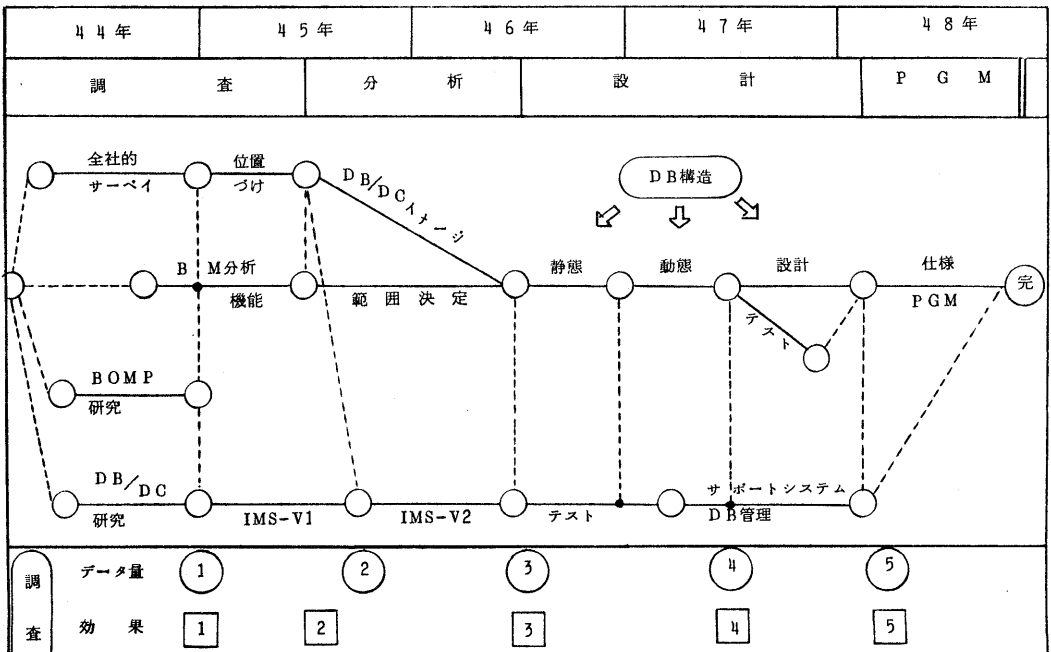 44年 45年 46年 47年 48年
調査 分析 設計 PGM
全社的
サーベイ
位置
づけ
DB/DCイメージ
DB構造
BM分析
機能
範囲決定
静態
動態
設計
テスト
仕様
PGM
完
BOMP
研究
DB/DC
研究
IMS-V1
IMS-V2
テスト
サポートシステム
DB管理
調査
データ量 1 2 3 4 5
効果 1 2 3 4 5